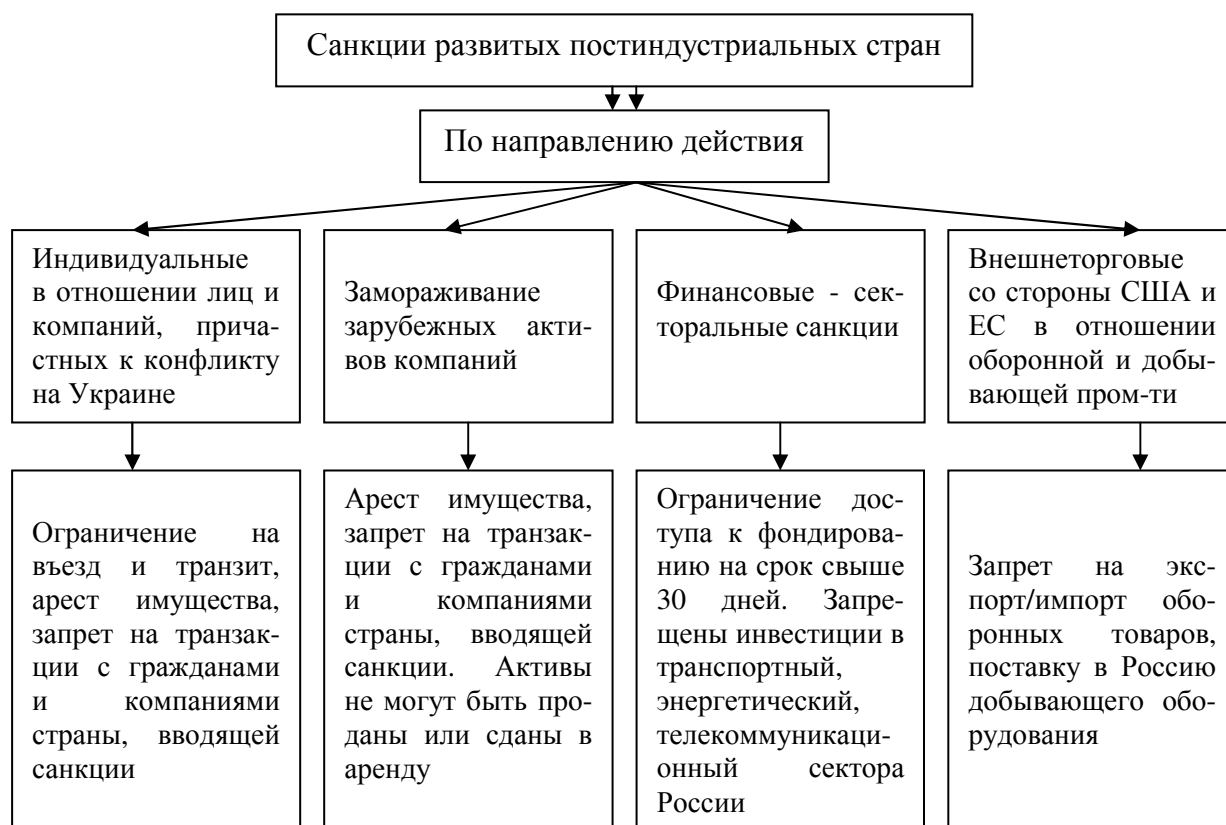 Санкции развитых постиндустриальных стран
По направлению действия
Индивидуальные
в отношении лиц и
компаний, прича-
стных к конфликту
на Украине
Замораживание
зарубежных акти-
вов компаний
Финансовые - сек-
торальные санкции
Внешнеторговые
со стороны США и
ЕС в отношении
оборонной и добы-
вающей пром-ти
Ограничение на
въезд и транзит,
арест имущества,
запрет на транзак-
ции с гражданами
и компаниями
страны, вводящей
санкции
Арест имущества,
запрет на транзак-
ции с гражданами
и компаниями
страны, вводящей
санкции. Активы
не могут быть про-
даны или сданы в
аренду
Ограничение дос-
тупа к фондирова-
нию на срок свыше
30 дней. Запре-
щены инвестиции в
транспортный,
энергетический,
телекоммуникаци-
онный сектора
России
Запрет на экс-
порт/импорт обо-
ронных товаров,
поставку в Россию
добывающего обо-
рудования